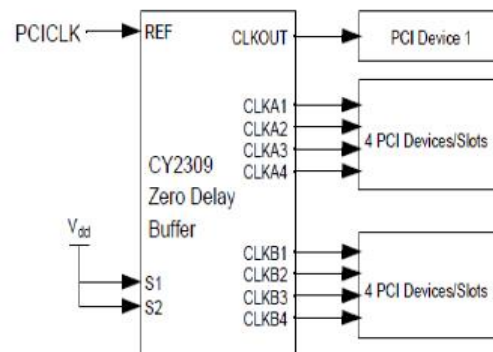 PCICLK
REF
CLKOUT
PCI Device 1
CLKA1
CLKA2
CLKA3
CLKA4
4 PCI Devices/Slots
CY2309
Zero Delay
Buffer
Vdd
S1
S2
CLKB1
CLKB2
CLKB3
CLKB4
4 PCI Devices/Slots